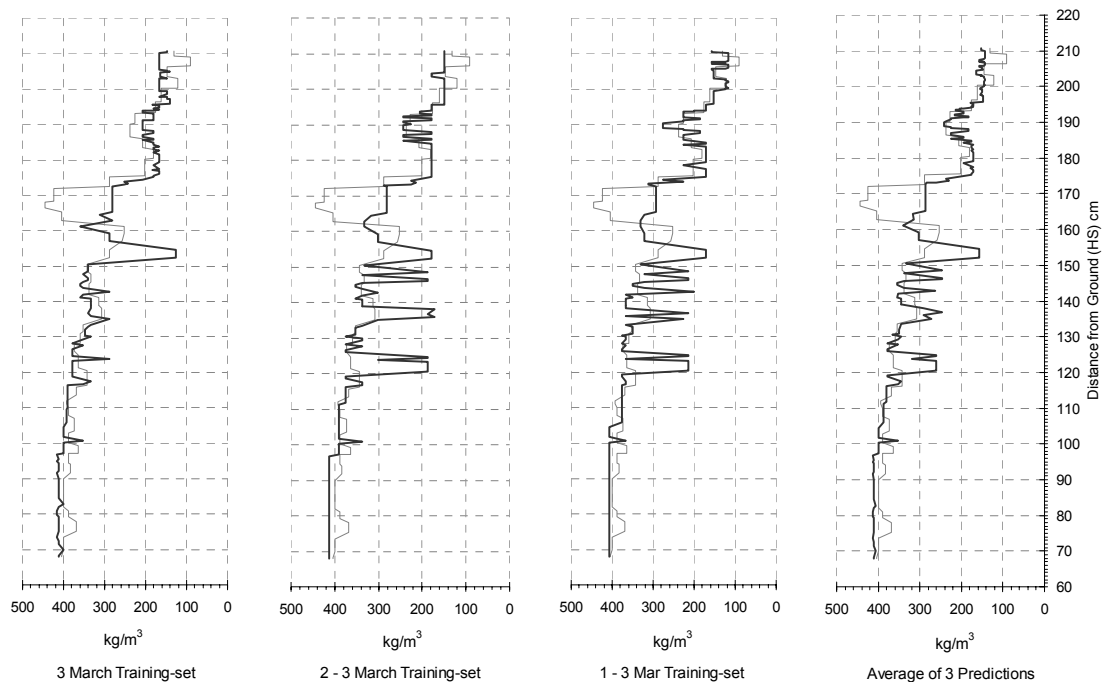 220
210
200
190
180
170
160
150
140
130
120
110
100
90
80
70
60
Distance from Ground (HS) cm
500 400 300 200 100 0
500 400 300 200 100 0
500 400 300 200 100 0
500 400 300 200 100 0
kg/m³
kg/m³
kg/m³
kg/m³
3 March Training-set
2 - 3 March Training-set
1 - 3 Mar Training-set
Average of 3 Predictions